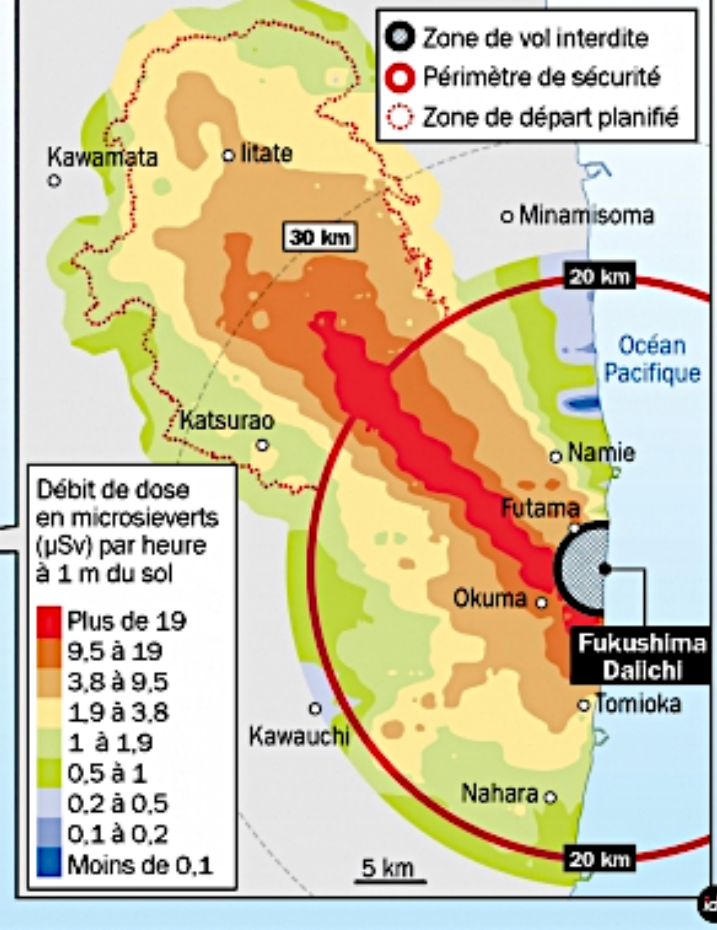 Zone de vol interdite
Périmètre de sécurité
Zone de départ planifié
Kawamata
Iitate
Minamisoma
30 km
20 km
Océan
Pacifique
Katsurao
Namie
Futama
Okuma
Fukushima
Daiichi
Tomioka
Kawauchi
Nahara
20 km
5 km
Débit de dose
en microsieverts
(µSv) par heure
à 1 m du sol
Plus de 19
9,5 à 19
3,8 à 9,5
1,9 à 3,8
1 à 1,9
0,5 à 1
0,2 à 0,5
0,1 à 0,2
Moins de 0,1